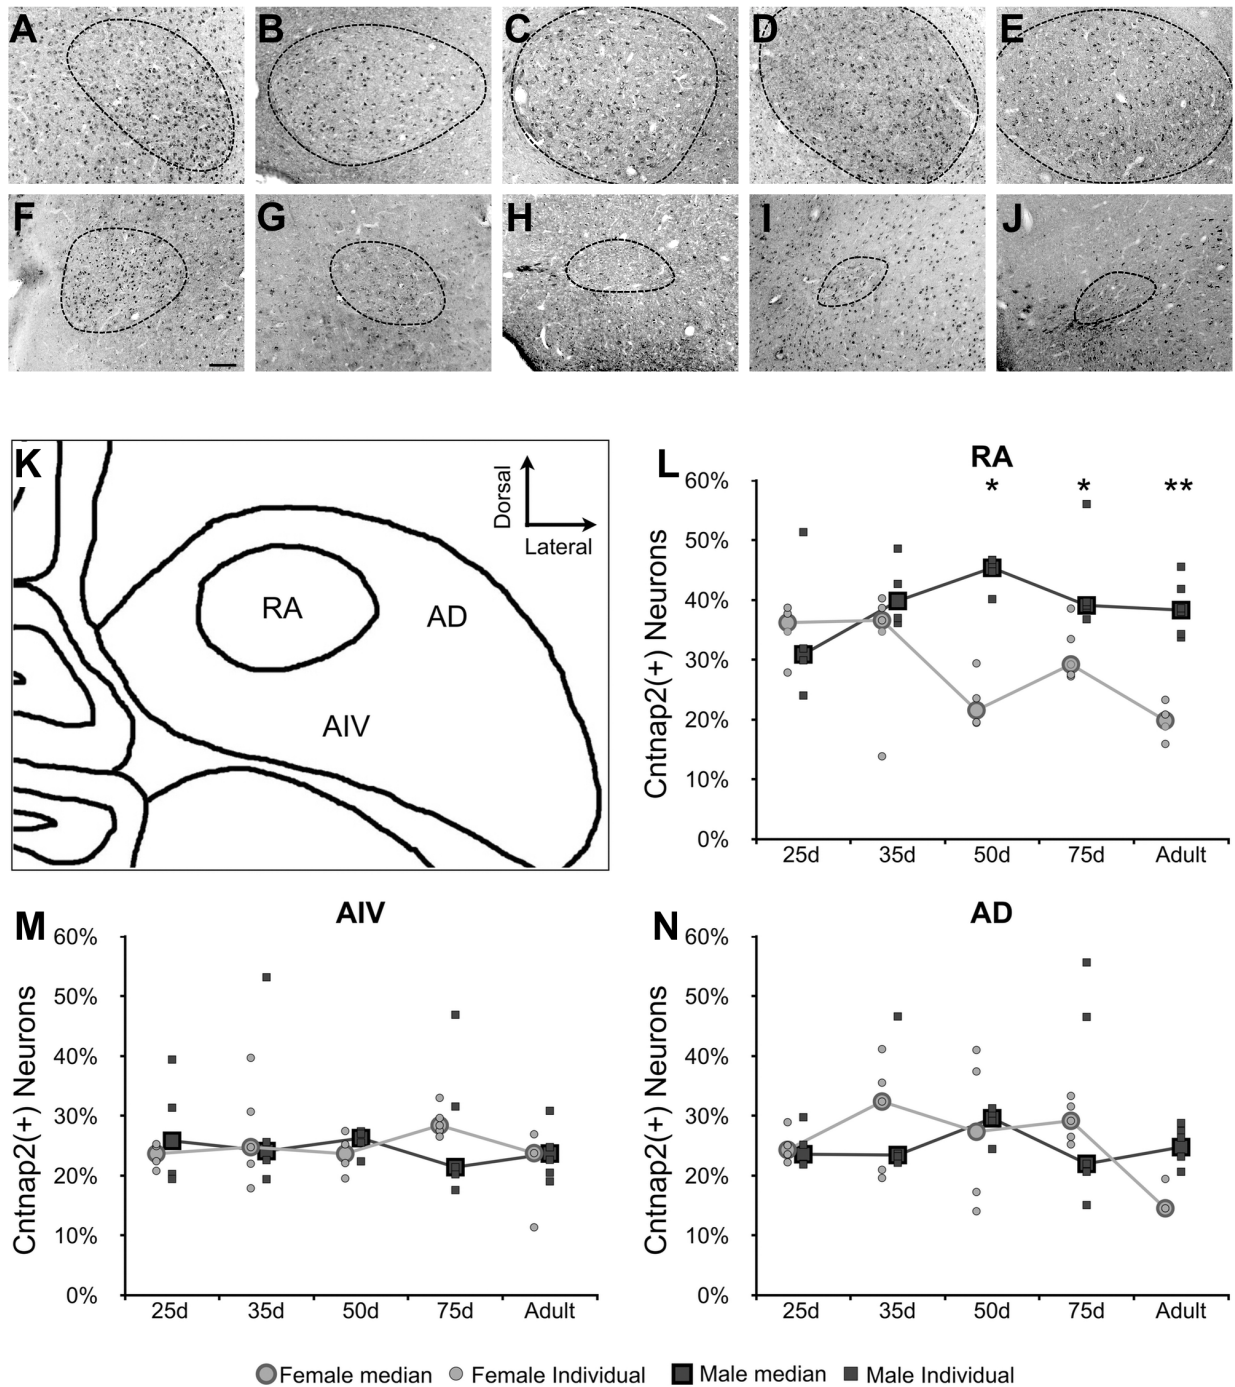 A B C D E
F G H I J
K
Dorsal
Lateral
RA
AD
AIV
L
RA
* * **
Cntnap2(+) Neurons
60%
50%
40%
30%
20%
10%
0%
25d 35d 50d 75d Adult
M
AIV
Cntnap2(+) Neurons
60%
50%
40%
30%
20%
10%
0%
25d 35d 50d 75d Adult
N
AD
Cntnap2(+) Neurons
60%
50%
40%
30%
20%
10%
0%
25d 35d 50d 75d Adult
Female median Female Individual Male median Male Individual